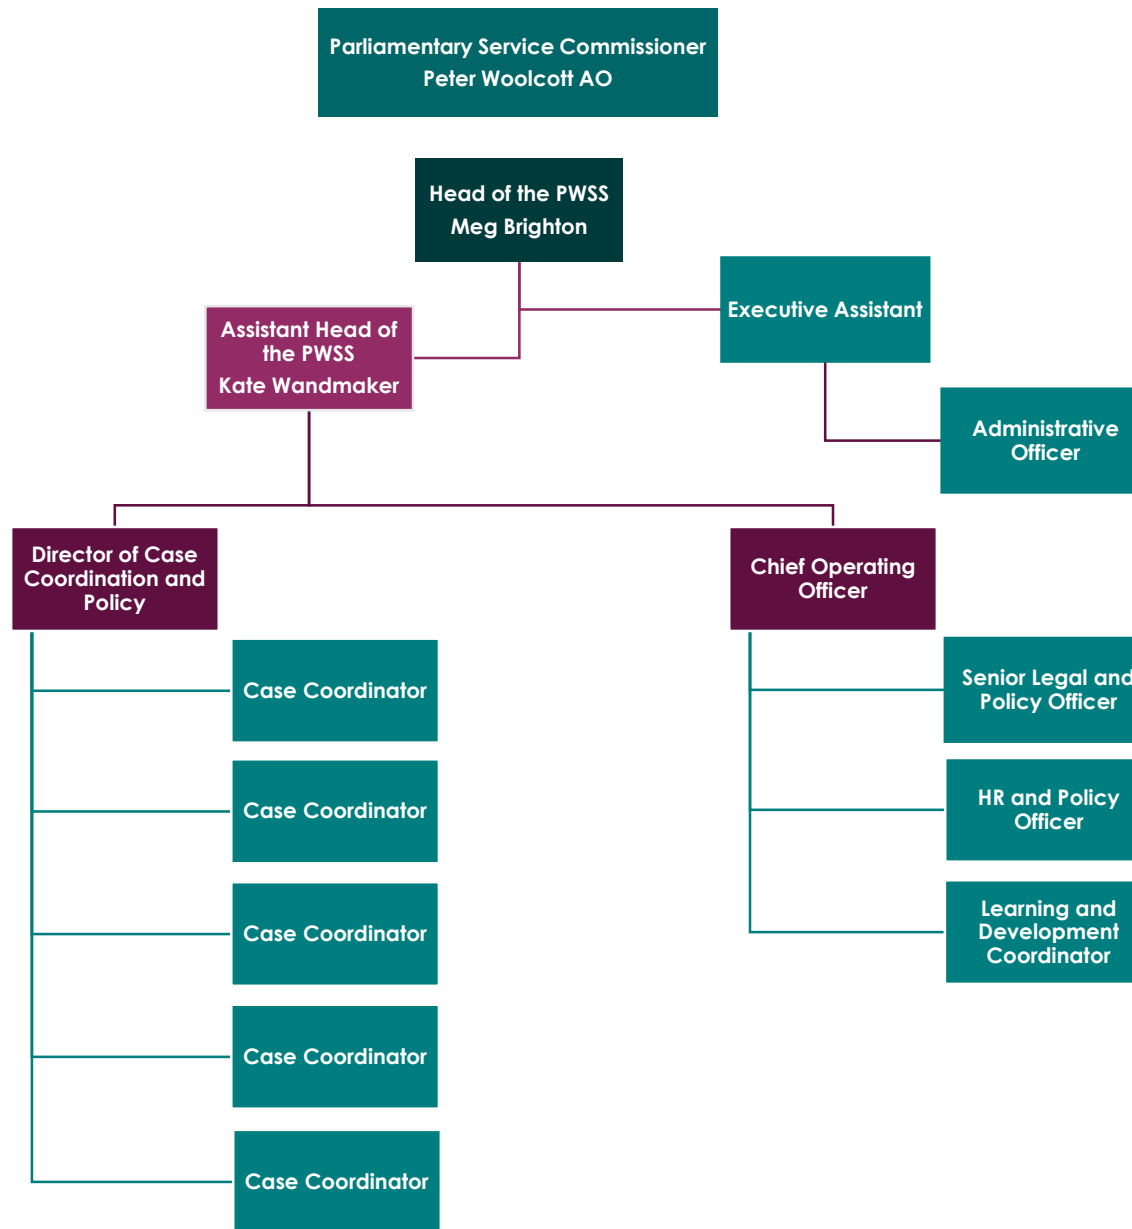 Parliamentary Service Commissioner
Peter Woolcott AO
Head of the PWSS
Meg Brighton
Executive Assistant
Assistant Head of
the PWSS
Kate Wandmaker
Administrative
Officer
Director of Case
Coordination and
Policy
Chief Operating
Officer
Case Coordinator
Case Coordinator
Case Coordinator
Case Coordinator
Case Coordinator
Senior Legal and
Policy Officer
HR and Policy
Officer
Learning and
Development
Coordinator